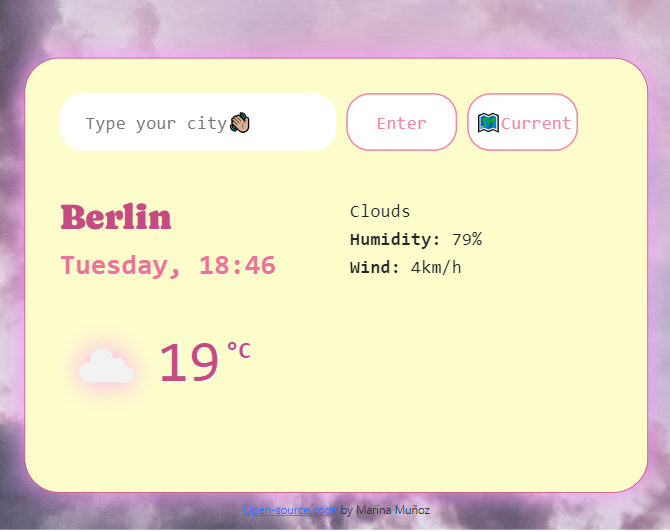 Type your city👋🏽 Enter 🗺️Current
Berlin
Tuesday, 18:46
Clouds
Humidity: 79%
Wind: 4km/h
19 °C
Open-source code by Marina Muñoz